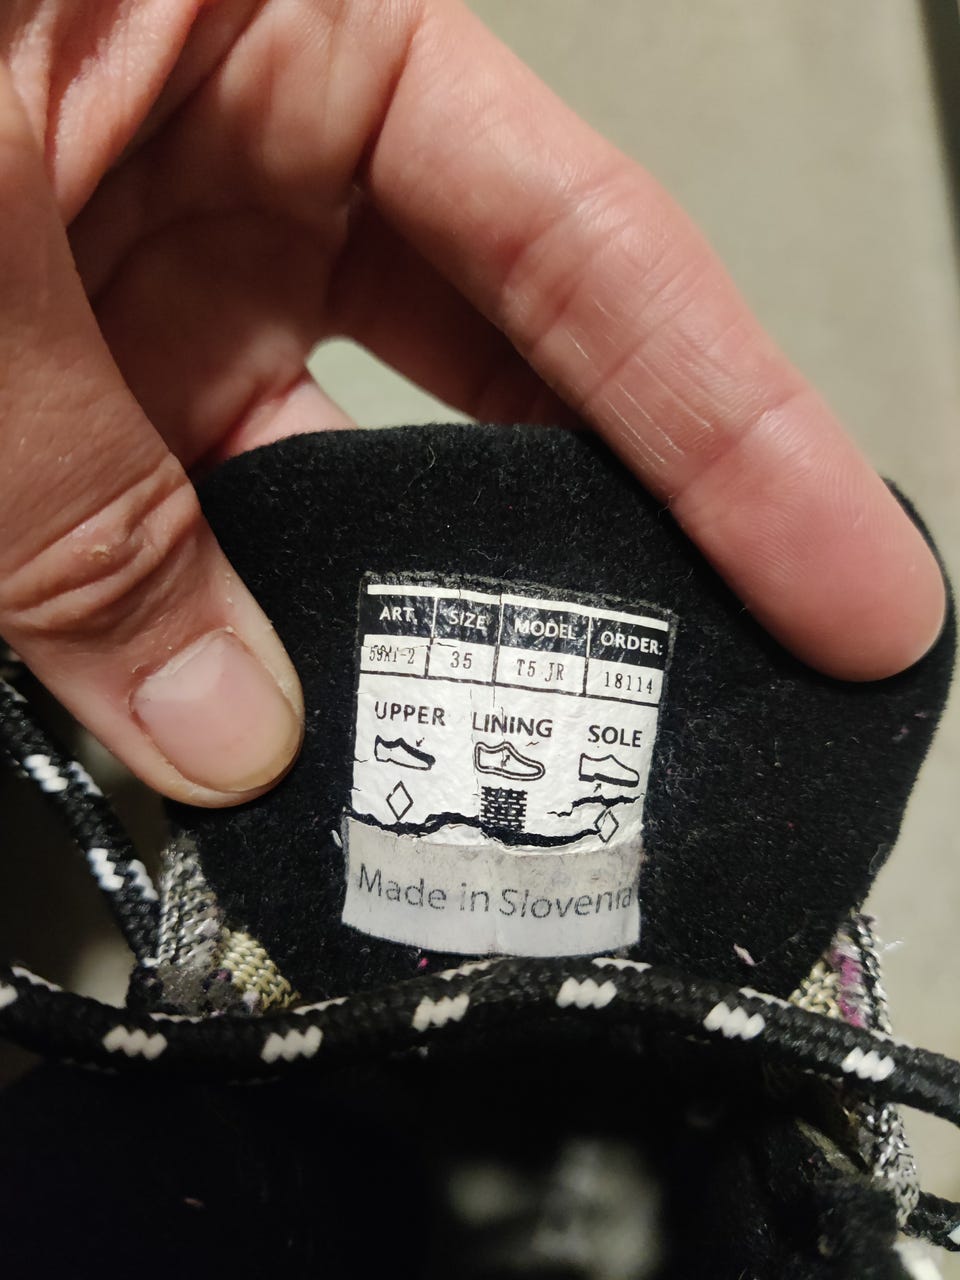 ART. SIZE MODEL ORDER:
35 T5 JR 18114
UPPER LINING SOLE
Made in Slovenia